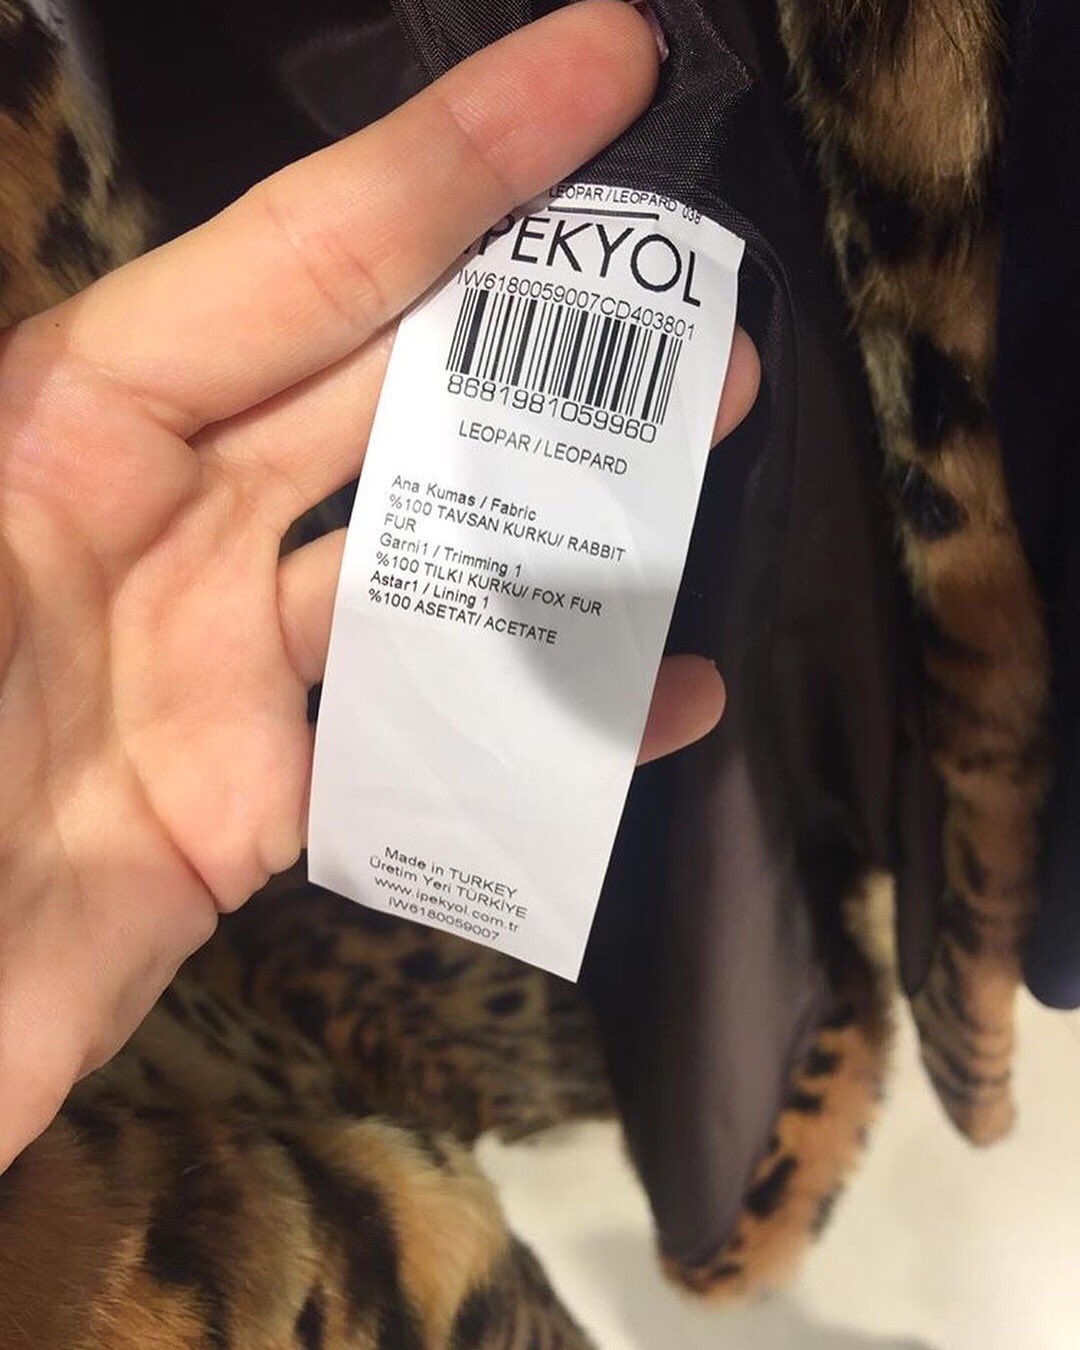 LEOPAR/LEOPARD 038
IPEKYOL
IW6180059007CD403801
8681981059960
LEOPAR / LEOPARD
Ana Kumas / Fabric
%100 TAVSAN KURKU/ RABBIT
FUR
Garni1 / Trimming 1
%100 TILKI KURKU/ FOX FUR
Astar1 / Lining 1
%100 ASETAT/ ACETATE
Made in TURKEY
Üretim Yeri TÜRKİYE
www.ipekyol.com.tr
IW6180059007